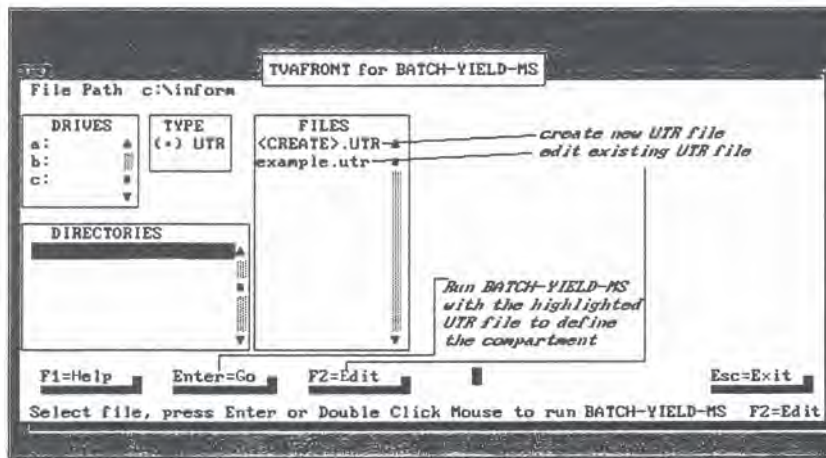 TVAFRONT for BATCH-YIELD-MS
File Path c:\inform
DRIVES
a:
b:
c:
TYPE
(•) UTR
FILES
<CREATE>.UTR
example.utr
create new UTR file
edit existing UTR file
DIRECTORIES
Run BATCH-YIELD-MS
with the highlighted
UTR file to define
the compartment
F1=Help
Enter=Go
F2=Edit
Esc=Exit
Select file, press Enter or Double Click Mouse to run BATCH-YIELD-MS F2=Edit